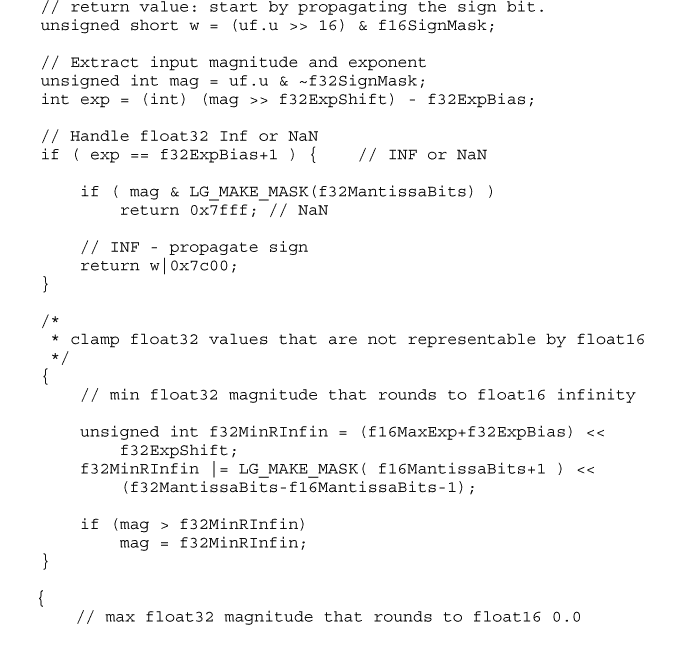 // return value: start by propagating the sign bit.
unsigned short w = (uf.u >> 16) & f16SignMask;
// Extract input magnitude and exponent
unsigned int mag = uf.u & ~f32SignMask;
int exp = (int) (mag >> f32ExpShift) - f32ExpBias;
// Handle float32 Inf or NaN
if ( exp == f32ExpBias+1 ) {    // INF or NaN
if ( mag & LG_MAKE_MASK(f32MantissaBits) )
return 0x7fff; // NaN
// INF - propagate sign
return w|0x7c00;
}
/*
* clamp float32 values that are not representable by float16
*/
{
// min float32 magnitude that rounds to float16 infinity
unsigned int f32MinRInfin = (f16MaxExp+f32ExpBias) <<
f32ExpShift;
f32MinRInfin |= LG_MAKE_MASK( f16MantissaBits+1 ) <<
(f32MantissaBits-f16MantissaBits-1);
if (mag > f32MinRInfin)
mag = f32MinRInfin;
}
{
// max float32 magnitude that rounds to float16 0.0